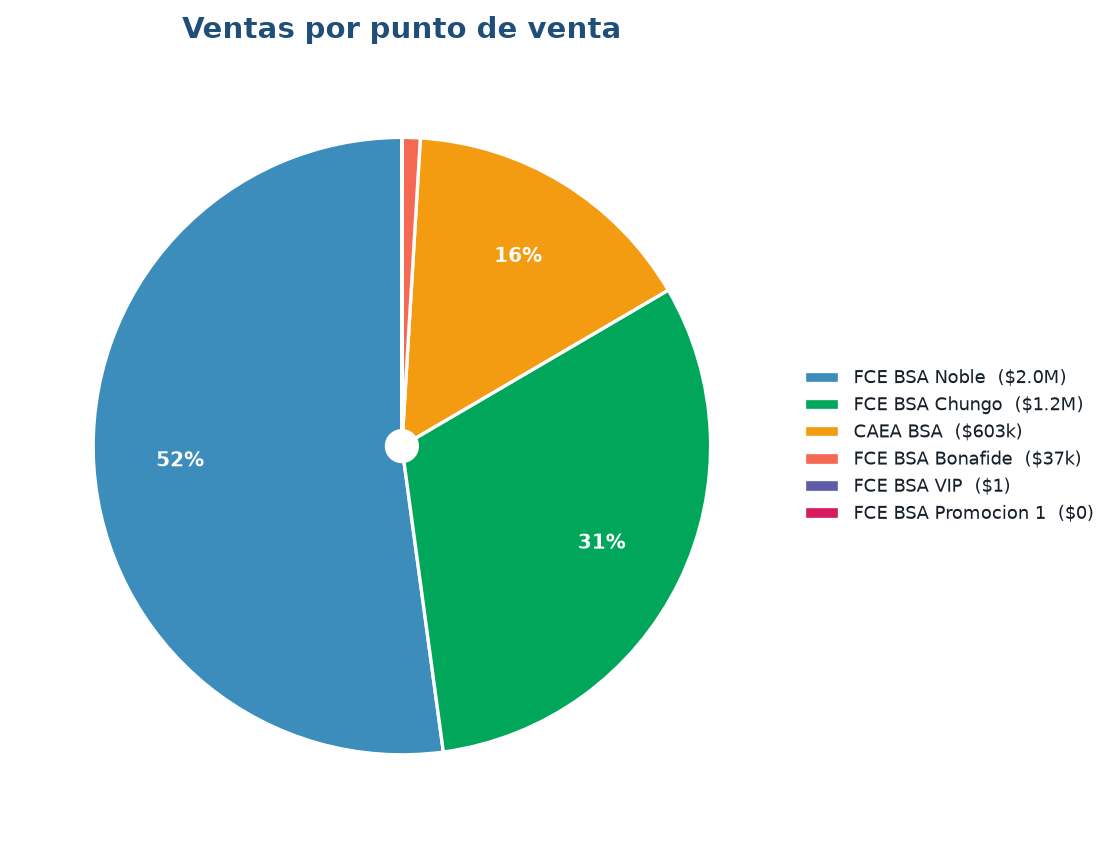 Ventas por punto de venta
16%
52%
31%
FCE BSA Noble ($2.0M)
FCE BSA Chungo ($1.2M)
CAEA BSA ($603k)
FCE BSA Bonafide ($37k)
FCE BSA VIP ($1)
FCE BSA Promocion 1 ($0)